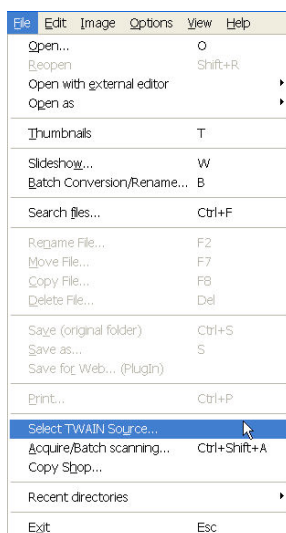 File Edit Image Options View Help
Open... O
Reopen Shift+R
Open with external editor
Open as
Thumbnails T
Slideshow... W
Batch Conversion/Rename... B
Search files... Ctrl+F
Rename File... F2
Move File... F7
Copy File... F8
Delete File... Del
Save (original folder) Ctrl+S
Save as... S
Save for Web... (PlugIn)
Print... Ctrl+P
Select TWAIN Source...
Acquire/Batch scanning... Ctrl+Shift+A
Copy Shop...
Recent directories
Exit Esc